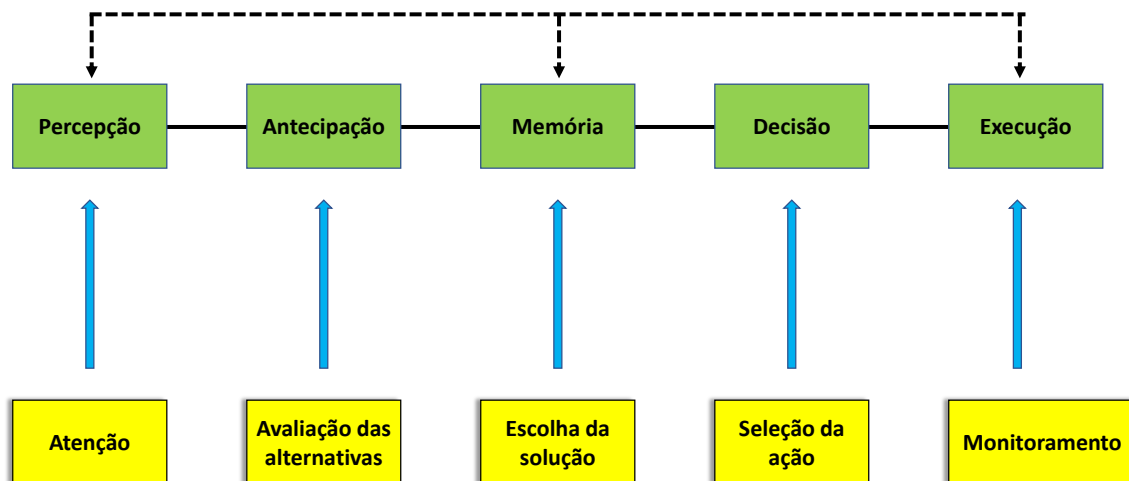 Percepção
Antecipação
Memória
Decisão
Execução
Atenção
Avaliação das
alternativas
Escolha da
solução
Seleção da
ação
Monitoramento